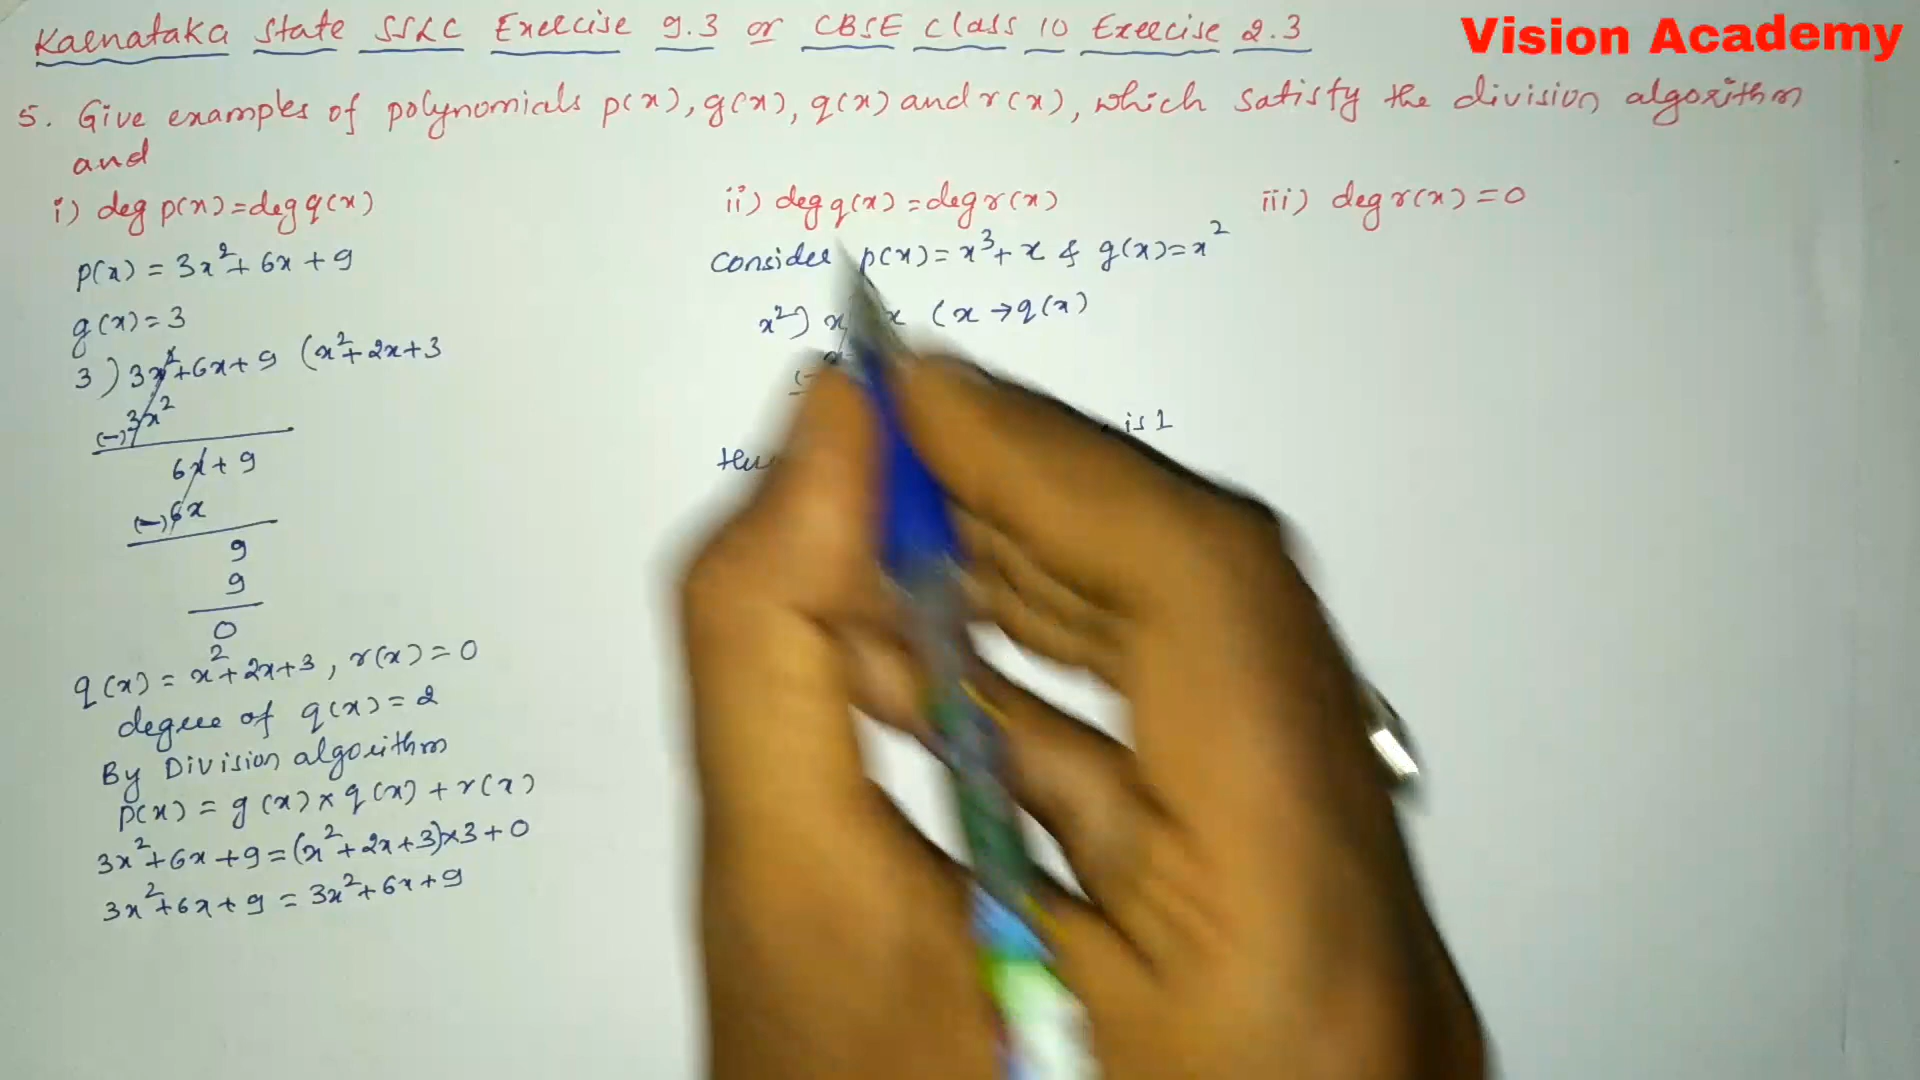 Karnataka State SSLC Exercise 9.3 or CBSE Class 10 Exercise 2.3
Vision Academy
5. Give examples of polynomials p(x), g(x), q(x) and r(x), which satisfy the division algorithm
and
i) deg p(x)=deg q(x)
p(x) = 3x²+6x+9
g(x)=3
3)3x²+6x+9(x²+2x+3
(-)3x²
6x+9
(-)6x
9
9
0
q(x) = x²+2x+3, r(x)=0
degree of q(x)=2
By Division algorithm
p(x) = g(x)×q(x)+r(x)
3x²+6x+9=(x²+2x+3)×3+0
3x²+6x+9 = 3x²+6x+9
ii) deg q(x)=deg r(x)
consider p(x)=x³+x & g(x)=x²
x²) x (x→q(x)
(-
is 1
iii) deg r(x)=0